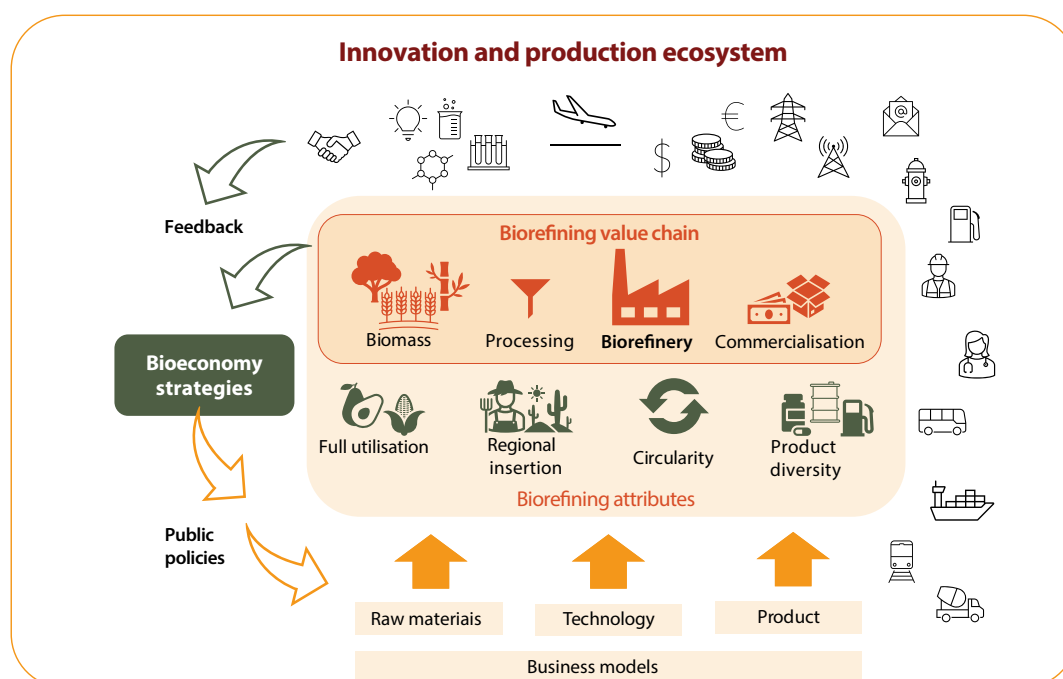 Innovation and production ecosystem
@
€
$
Feedback
Biorefining value chain
Biomass
Processing
Biorefinery
Commercialisation
Bioeconomy
strategies
Full utilisation
Regional
insertion
Circularity
Product
diversity
Biorefining attributes
Public
policies
Raw materiais
Technology
Product
Business models